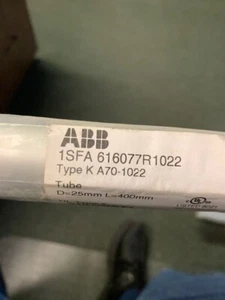 ABB
1SFA 616077R1022
Type K A70-1022
Tube
D=25mm L=400mm